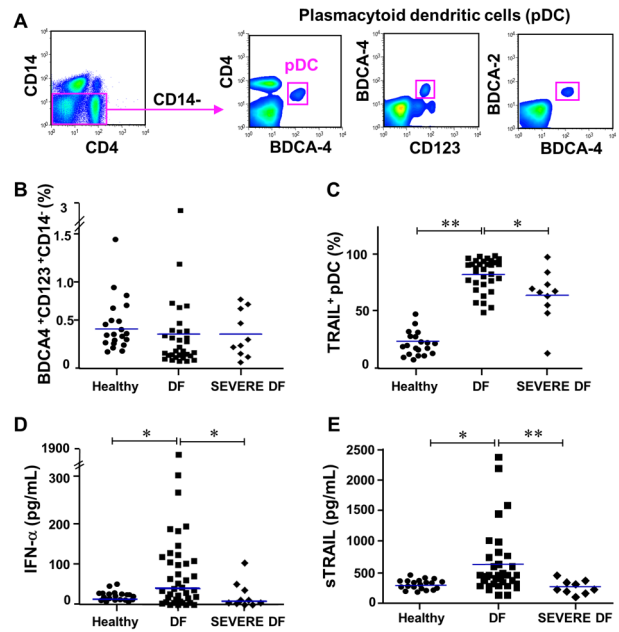 Plasmacytoid dendritic cells (pDC)
A
CD14
CD4
CD14-
CD4
pDC
BDCA-4
BDCA-4
CD123
BDCA-2
BDCA-4
B
BDCA4 +CD123 +CD14- (%)
3
1.5
0.5
0
Healthy DF SEVERE DF
C
TRAIL+ pDC (%)
** *
100
50
0
Healthy DF SEVERE DF
D
IFN-α (pg/mL)
* *
1900
300
200
100
0
Healthy DF SEVERE DF
E
sTRAIL (pg/mL)
* **
2500
2000
1500
1000
500
0
Healthy DF SEVERE DF